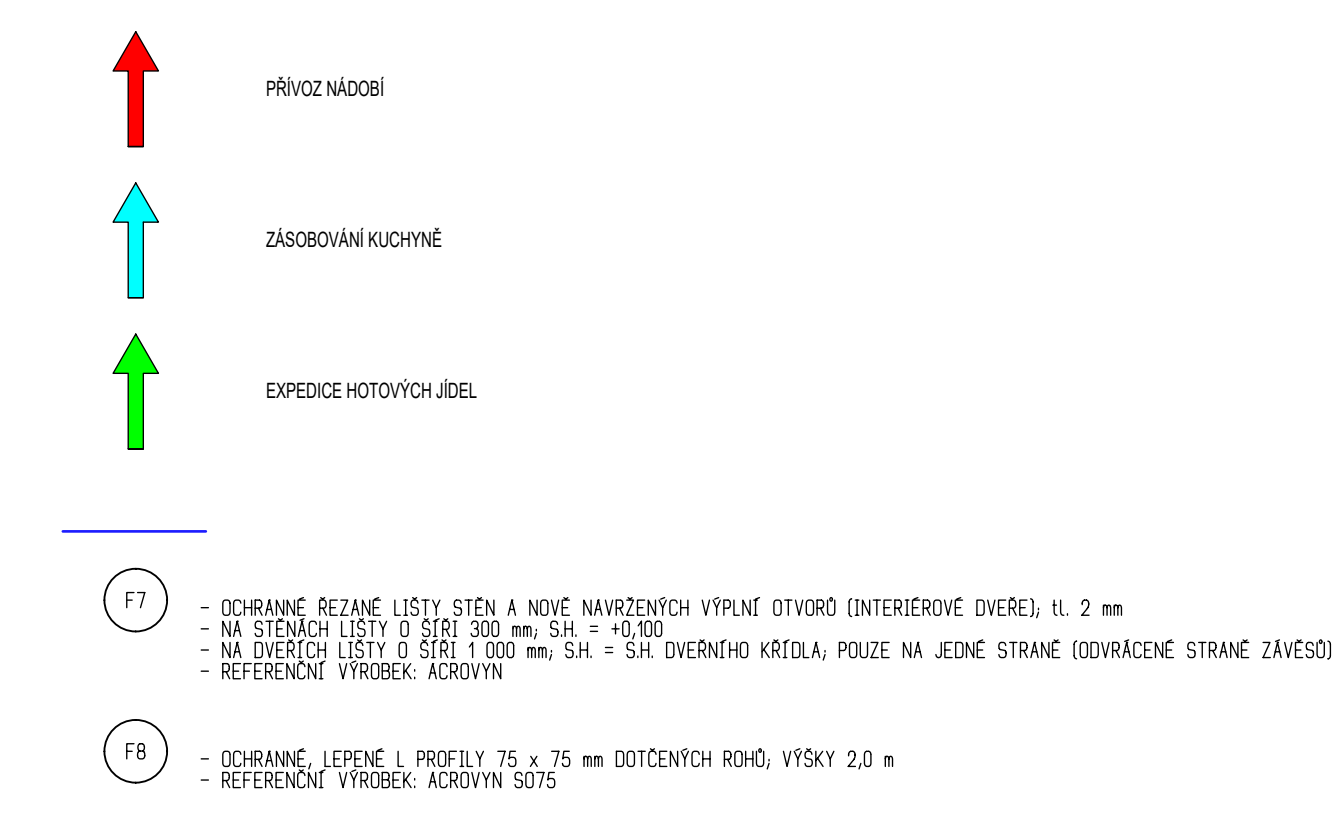 PŘÍVOZ NÁDOBÍ
ZÁSOBOVÁNÍ KUCHYNĚ
EXPEDICE HOTOVÝCH JÍDEL
F7
- OCHRANNÉ ŘEZANÉ LIŠTY STĚN A NOVĚ NAVRŽENÝCH VÝPLNÍ OTVORŮ (INTERIÉROVÉ DVEŘE); tl. 2 mm
- NA STĚNÁCH LIŠTY O ŠÍŘI 300 mm; S.H. = +0,100
- NA DVEŘÍCH LIŠTY O ŠÍŘI 1 000 mm; S.H. = S.H. DVEŘNÍHO KŘÍDLA; POUZE NA JEDNÉ STRANĚ (ODVRÁCENÉ STRANĚ ZÁVĚSŮ)
- REFERENČNÍ VÝROBEK: ACROVYN
F8
- OCHRANNÉ, LEPENÉ L PROFILY 75 x 75 mm DOTČENÝCH ROHŮ; VÝŠKY 2,0 m
- REFERENČNÍ VÝROBEK: ACROVYN SO75